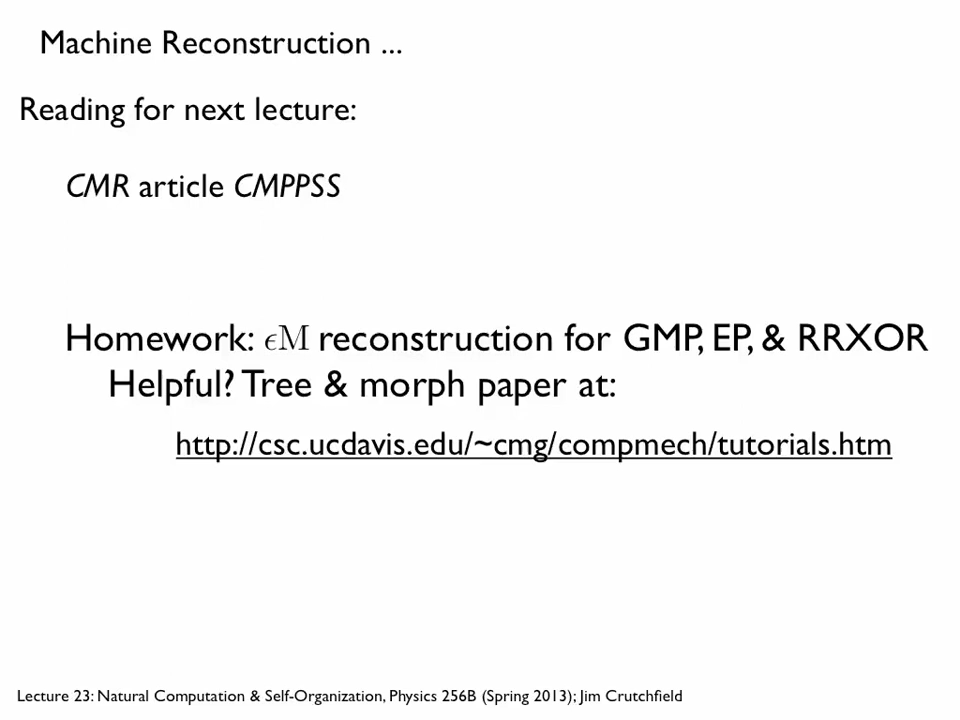 Machine Reconstruction ...
Reading for next lecture:
CMR article CMPPSS
Homework: ϵM reconstruction for GMP, EP, & RRXOR
Helpful? Tree & morph paper at:
http://csc.ucdavis.edu/~cmg/compmech/tutorials.htm
Lecture 23: Natural Computation & Self-Organization, Physics 256B (Spring 2013); Jim Crutchfield